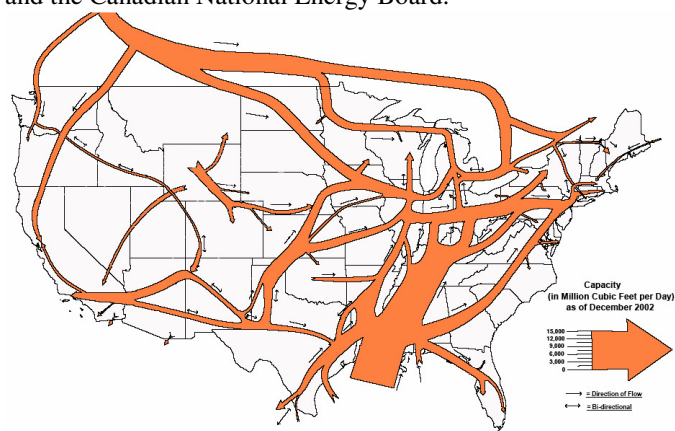 and the Canadian National Energy Board.
Capacity
(in Million Cubic Feet per Day)
as of December 2002
15,000
12,000
9,000
6,000
3,000
0
= Direction of Flow
= Bi-directional